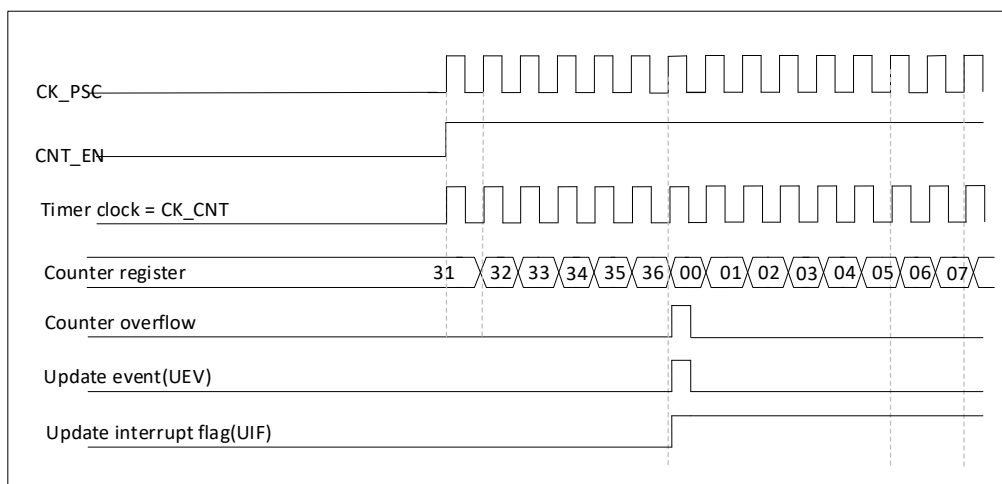 CK_PSC
CNT_EN
Timer clock = CK_CNT
Counter register 31 32 33 34 35 36 00 01 02 03 04 05 06 07
Counter overflow
Update event(UEV)
Update interrupt flag(UIF)